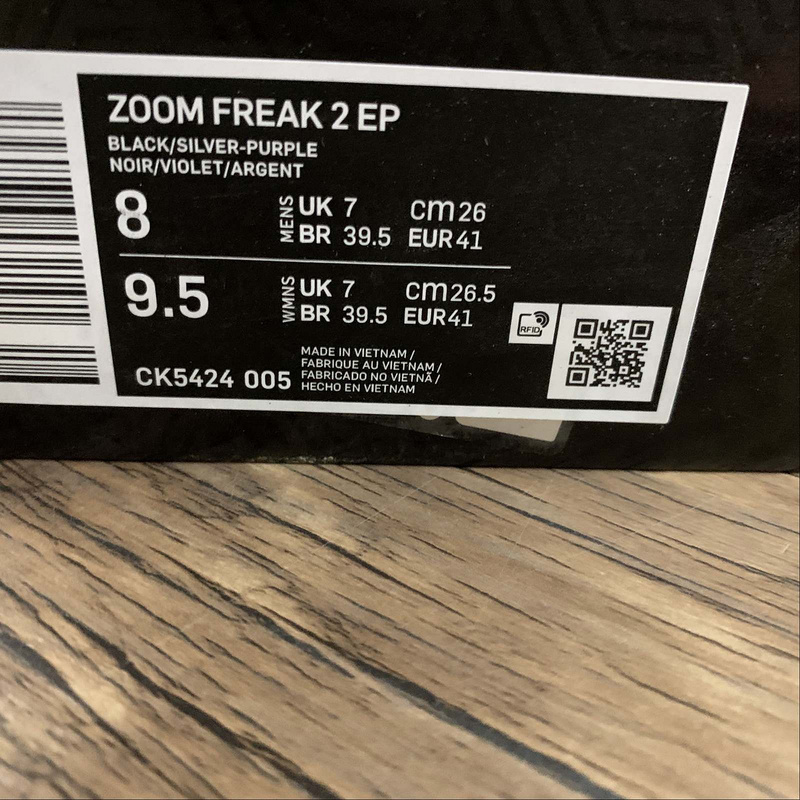 ZOOM FREAK 2 EP
BLACK/SILVER-PURPLE
NOIR/VIOLET/ARGENT
8 MENS UK 7 cm 26
BR 39.5 EUR 41
9.5 WMNS UK 7 cm 26.5
BR 39.5 EUR 41
RFID
CK5424 005
MADE IN VIETNAM /
FABRIQUE AU VIETNAM /
FABRICADO NO VIETNÃ /
HECHO EN VIETNAM